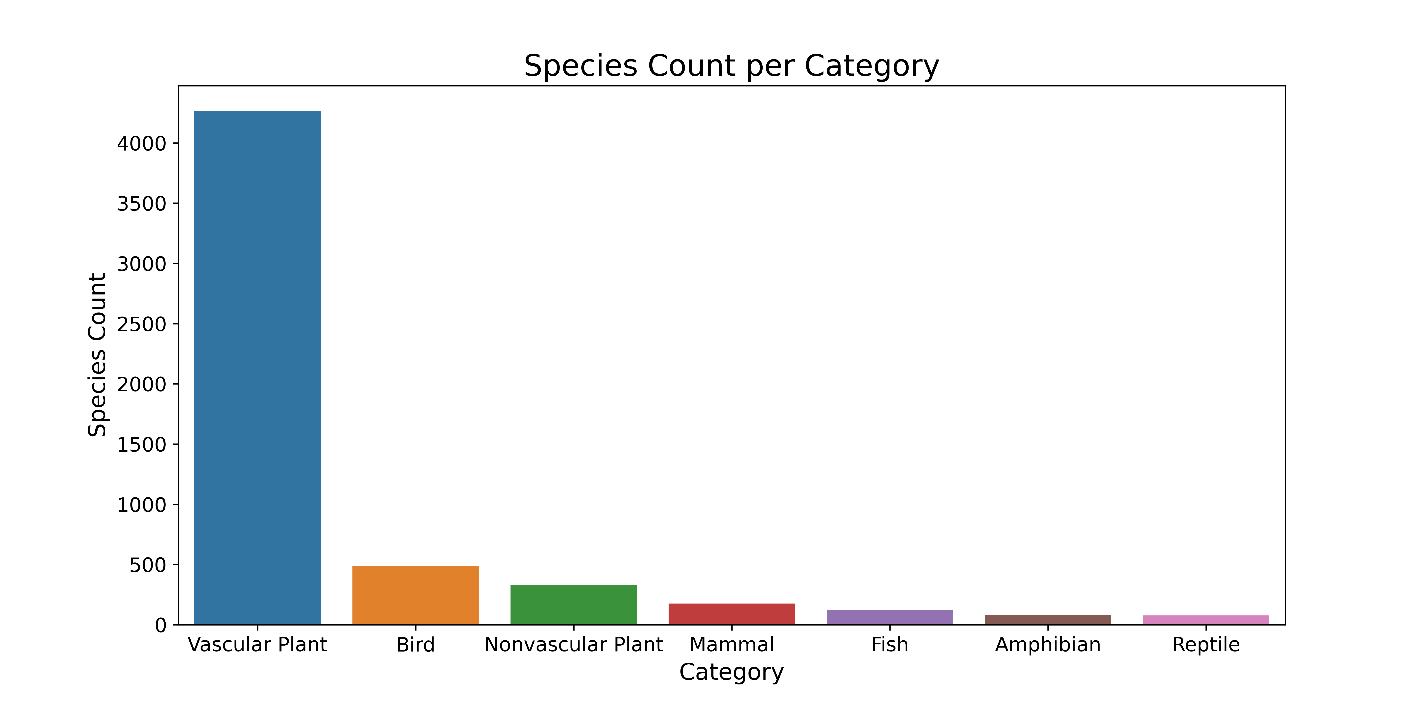 Species Count per Category
4000
3500
3000
2500
2000
1500
1000
500
0
Species Count
Vascular Plant Bird Nonvascular Plant Mammal Fish Amphibian Reptile
Category